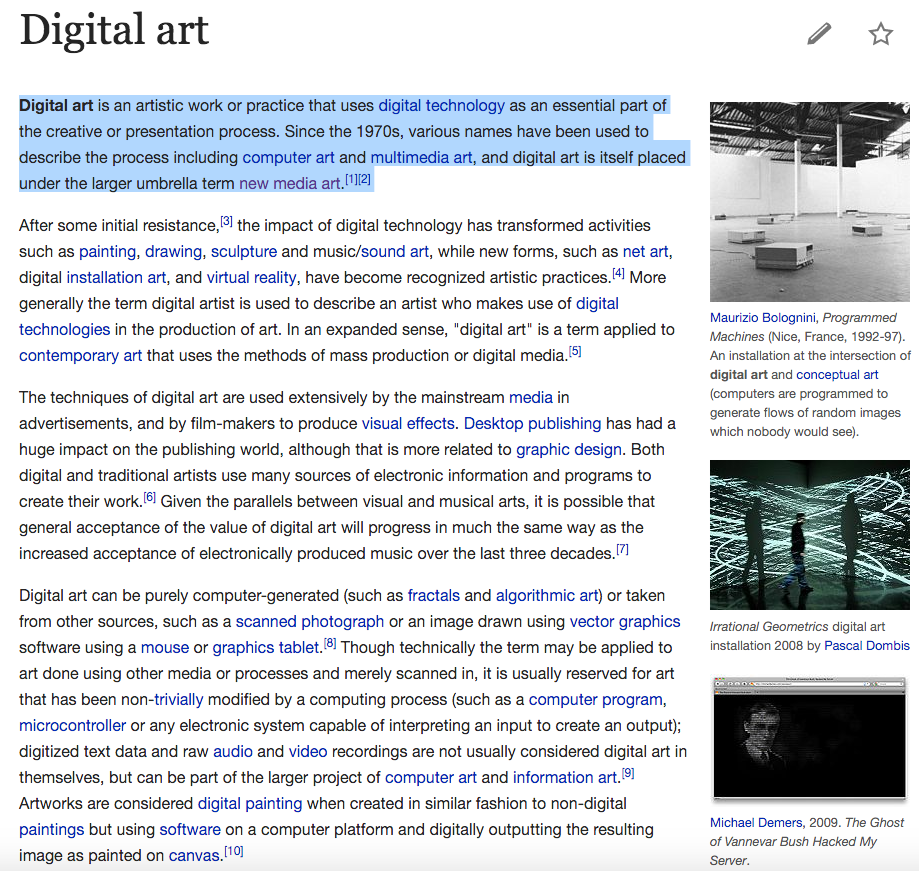 Digital art
Digital art is an artistic work or practice that uses digital technology as an essential part of
the creative or presentation process. Since the 1970s, various names have been used to
describe the process including computer art and multimedia art, and digital art is itself placed
under the larger umbrella term new media art.[1][2]
After some initial resistance,[3] the impact of digital technology has transformed activities
such as painting, drawing, sculpture and music/sound art, while new forms, such as net art,
digital installation art, and virtual reality, have become recognized artistic practices.[4] More
generally the term digital artist is used to describe an artist who makes use of digital
technologies in the production of art. In an expanded sense, "digital art" is a term applied to
contemporary art that uses the methods of mass production or digital media.[5]
The techniques of digital art are used extensively by the mainstream media in
advertisements, and by film-makers to produce visual effects. Desktop publishing has had a
huge impact on the publishing world, although that is more related to graphic design. Both
digital and traditional artists use many sources of electronic information and programs to
create their work.[6] Given the parallels between visual and musical arts, it is possible that
general acceptance of the value of digital art will progress in much the same way as the
increased acceptance of electronically produced music over the last three decades.[7]
Digital art can be purely computer-generated (such as fractals and algorithmic art) or taken
from other sources, such as a scanned photograph or an image drawn using vector graphics
software using a mouse or graphics tablet.[8] Though technically the term may be applied to
art done using other media or processes and merely scanned in, it is usually reserved for art
that has been non-trivially modified by a computing process (such as a computer program,
microcontroller or any electronic system capable of interpreting an input to create an output);
digitized text data and raw audio and video recordings are not usually considered digital art in
themselves, but can be part of the larger project of computer art and information art.[9]
Artworks are considered digital painting when created in similar fashion to non-digital
paintings but using software on a computer platform and digitally outputting the resulting
image as painted on canvas.[10]
Maurizio Bolognini, Programmed
Machines (Nice, France, 1992-97).
An installation at the intersection of
digital art and conceptual art
(computers are programmed to
generate flows of random images
which nobody would see).
Irrational Geometrics digital art
installation 2008 by Pascal Dombis
Michael Demers, 2009. The Ghost
of Vannevar Bush Hacked My
Server.